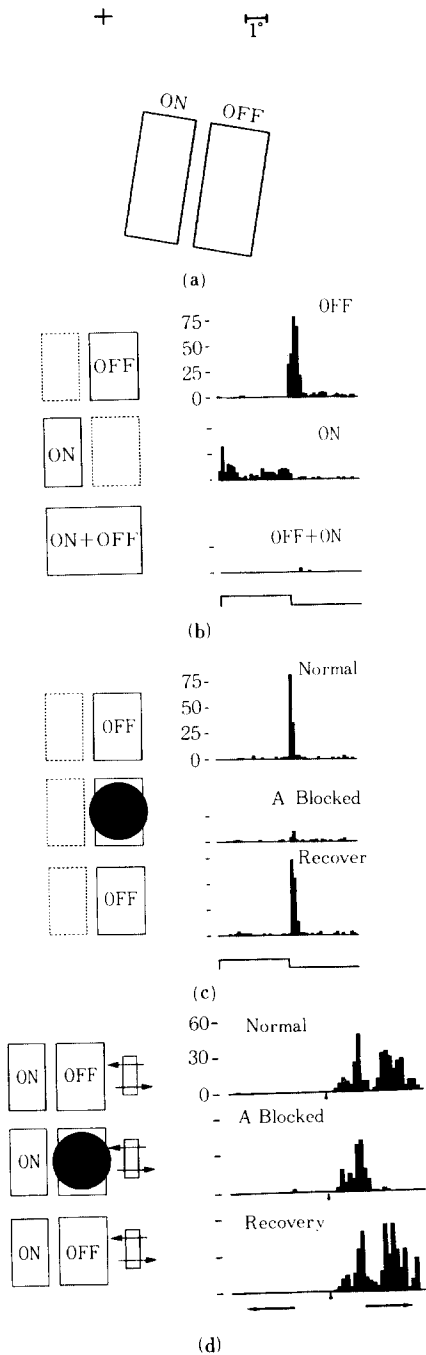 + 1°
ON OFF
(a)
OFF
75-
50-
25-
0-
OFF
ON
ON
ON+OFF
OFF+ON
(b)
Normal
75-
50-
25-
0-
OFF
A Blocked
Recover
OFF
(c)
60-
30-
0-
Normal
ON OFF
A Blocked
ON
Recovery
ON OFF
(d)